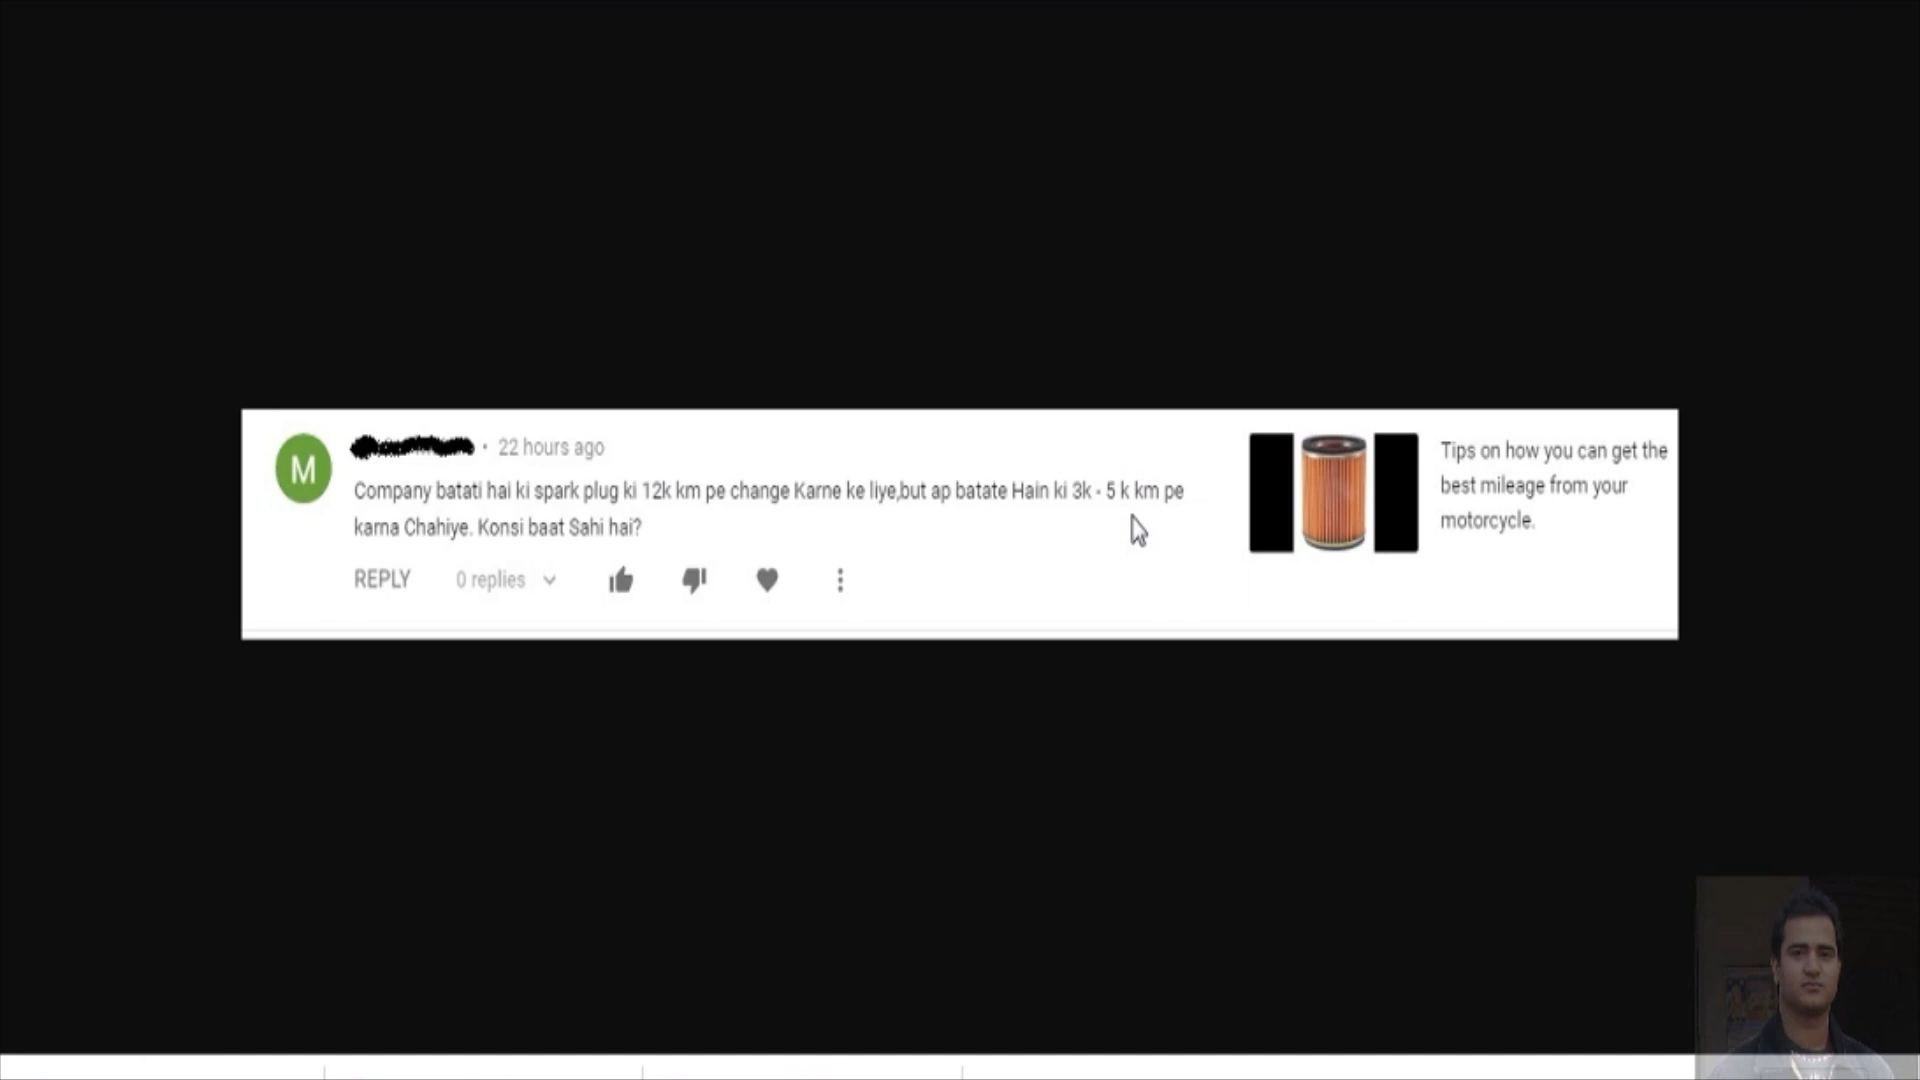 M
· 22 hours ago
Company batati hai ki spark plug ki 12k km pe change Karne ke liye,but ap batate Hain ki 3k - 5 k km pe
karna Chahiye. Konsi baat Sahi hai?
REPLY 0 replies
Tips on how you can get the
best mileage from your
motorcycle.